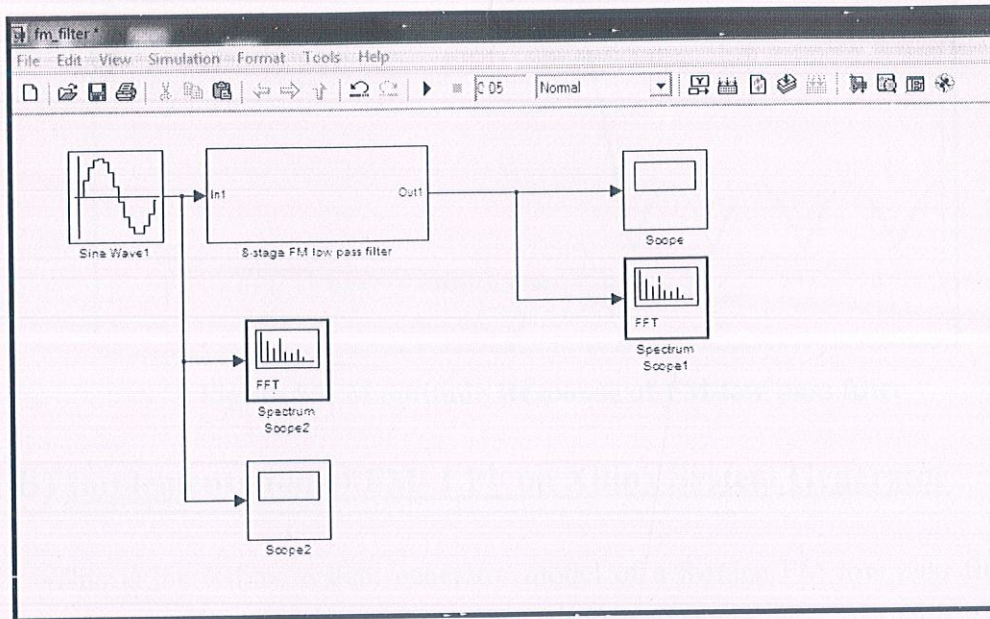 fm_filter *
File Edit View Simulation Format Tools Help
0.05 Normal
In1 Out1
Sine Wave1
8-stage FM low pass filter
Scope
FFT
Spectrum
Scope1
FFT
Spectrum
Scope2
Scope2